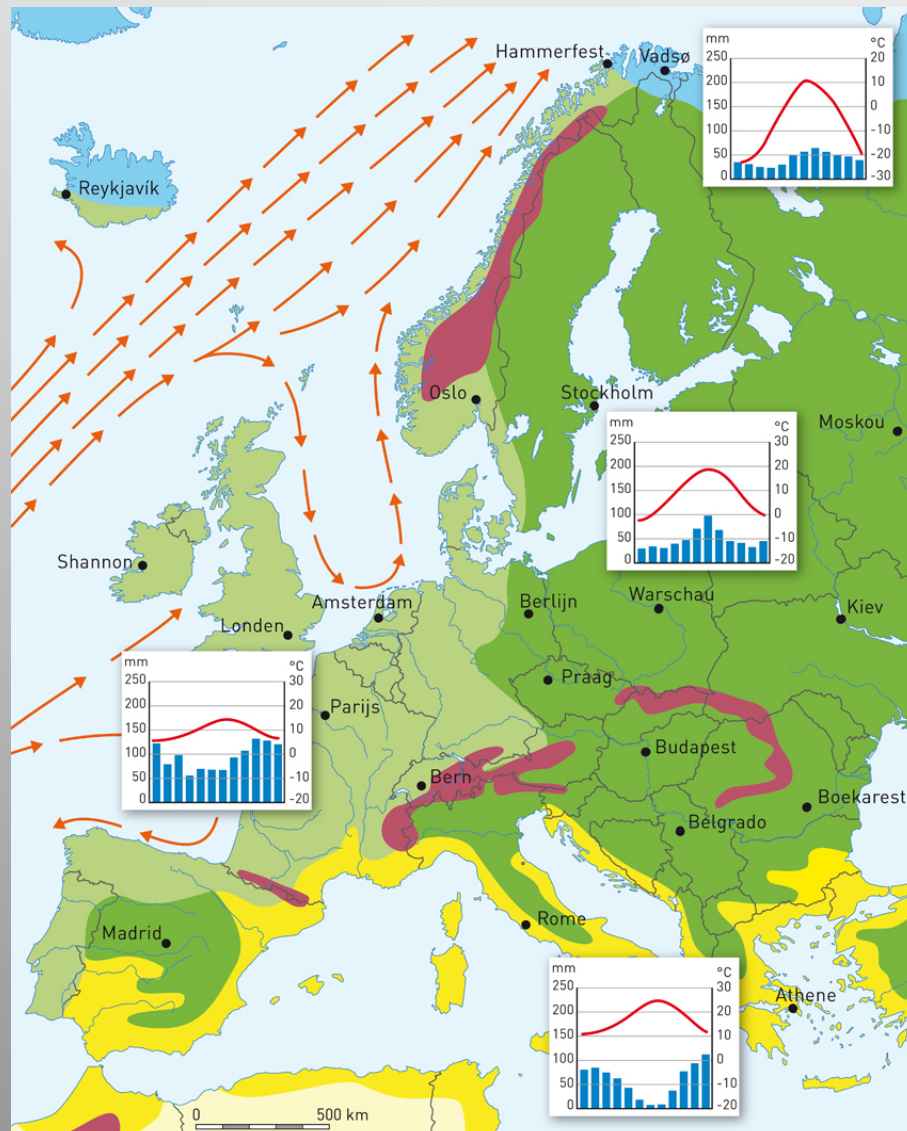 Hammerfest
Vadsø
mm
°C
250
20
200
10
150
0
100
-10
50
-20
0
-30
Reykjavík
Oslo
Stockholm
Moskou
mm
°C
250
30
200
20
150
10
100
0
50
-10
0
-20
Shannon
Amsterdam
Londen
Berlijn
Warschau
Kiev
Praag
mm
°C
250
30
200
20
150
10
100
0
50
-10
0
-20
Parijs
Budapest
Bern
Boekarest
Belgrado
Madrid
Rome
mm
°C
250
30
200
20
150
10
100
0
50
-10
0
-20
Athene
0
500 km